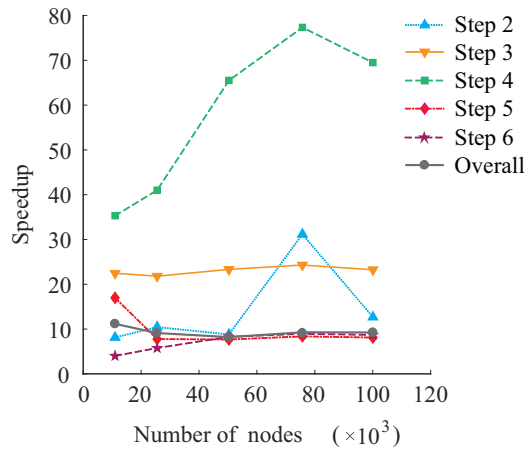 80
70
60
50
40
30
20
10
0
Speedup
0 20 40 60 80 100 120
Number of nodes (×10³)
Step 2
Step 3
Step 4
Step 5
Step 6
Overall